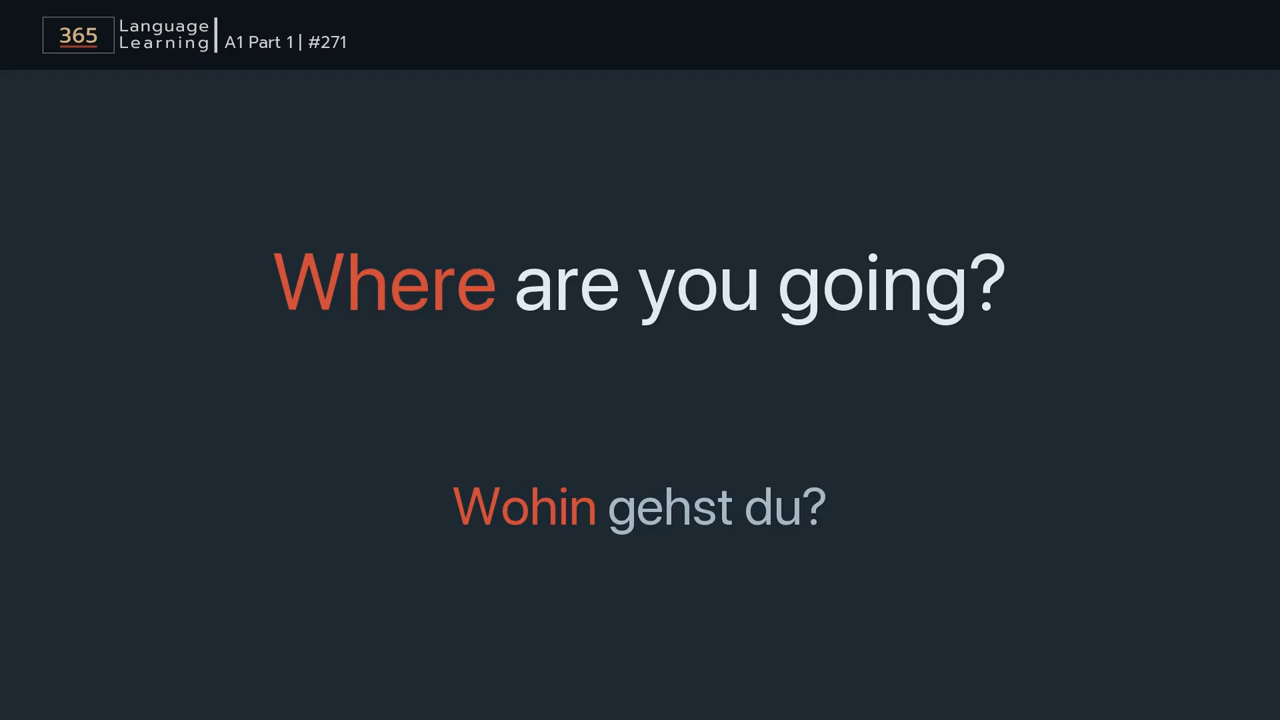 365 Language Learning | A1 Part 1 | #271
Where are you going?
Wohin gehst du?